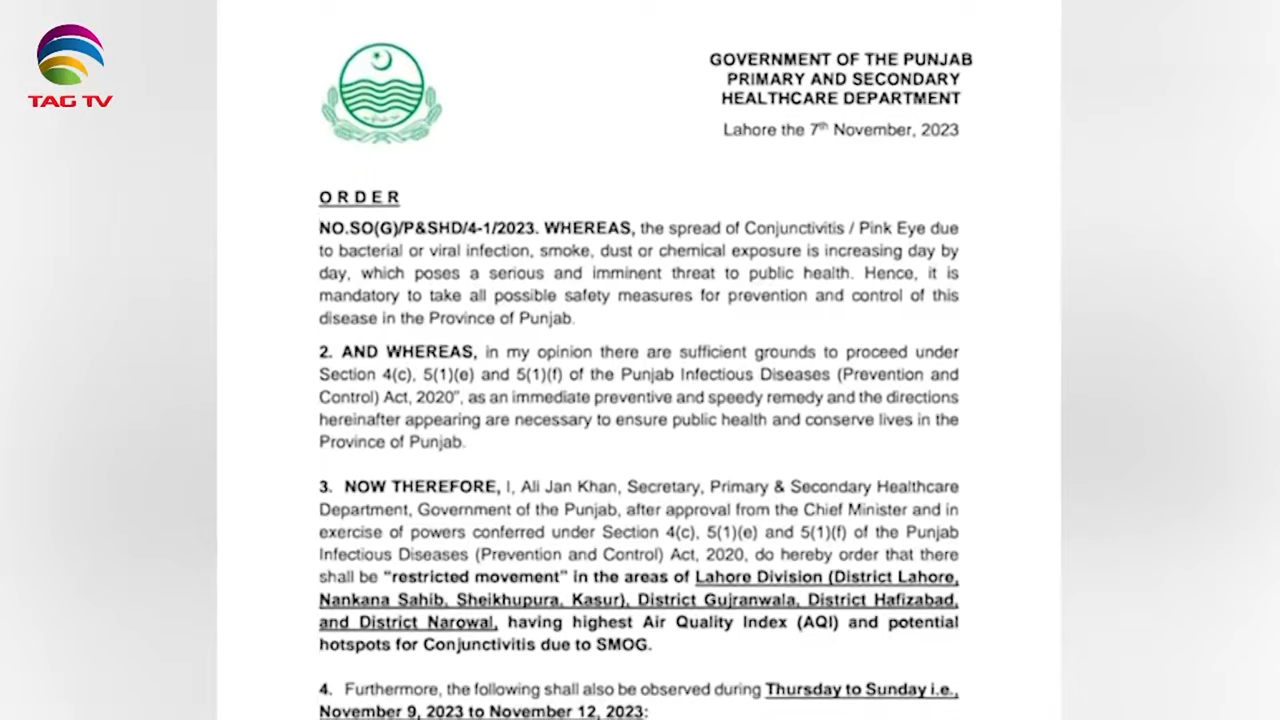 TAG TV
GOVERNMENT OF THE PUNJAB
PRIMARY AND SECONDARY
HEALTHCARE DEPARTMENT
Lahore the 7th November, 2023
ORDER
NO.SO(G)/P&SHD/4-1/2023. WHEREAS, the spread of Conjunctivitis / Pink Eye due
to bacterial or viral infection, smoke, dust or chemical exposure is increasing day by
day, which poses a serious and imminent threat to public health. Hence, it is
mandatory to take all possible safety measures for prevention and control of this
disease in the Province of Punjab.
2. AND WHEREAS, in my opinion there are sufficient grounds to proceed under
Section 4(c), 5(1)(e) and 5(1)(f) of the Punjab Infectious Diseases (Prevention and
Control) Act, 2020", as an immediate preventive and speedy remedy and the directions
hereinafter appearing are necessary to ensure public health and conserve lives in the
Province of Punjab.
3. NOW THEREFORE, I, Ali Jan Khan, Secretary, Primary & Secondary Healthcare
Department, Government of the Punjab, after approval from the Chief Minister and in
exercise of powers conferred under Section 4(c), 5(1)(e) and 5(1)(f) of the Punjab
Infectious Diseases (Prevention and Control) Act, 2020, do hereby order that there
shall be "restricted movement" in the areas of Lahore Division (District Lahore,
Nankana Sahib, Sheikhupura, Kasur), District Gujranwala, District Hafizabad,
and District Narowal, having highest Air Quality Index (AQI) and potential
hotspots for Conjunctivitis due to SMOG.
4. Furthermore, the following shall also be observed during Thursday to Sunday i.e.,
November 9, 2023 to November 12, 2023: